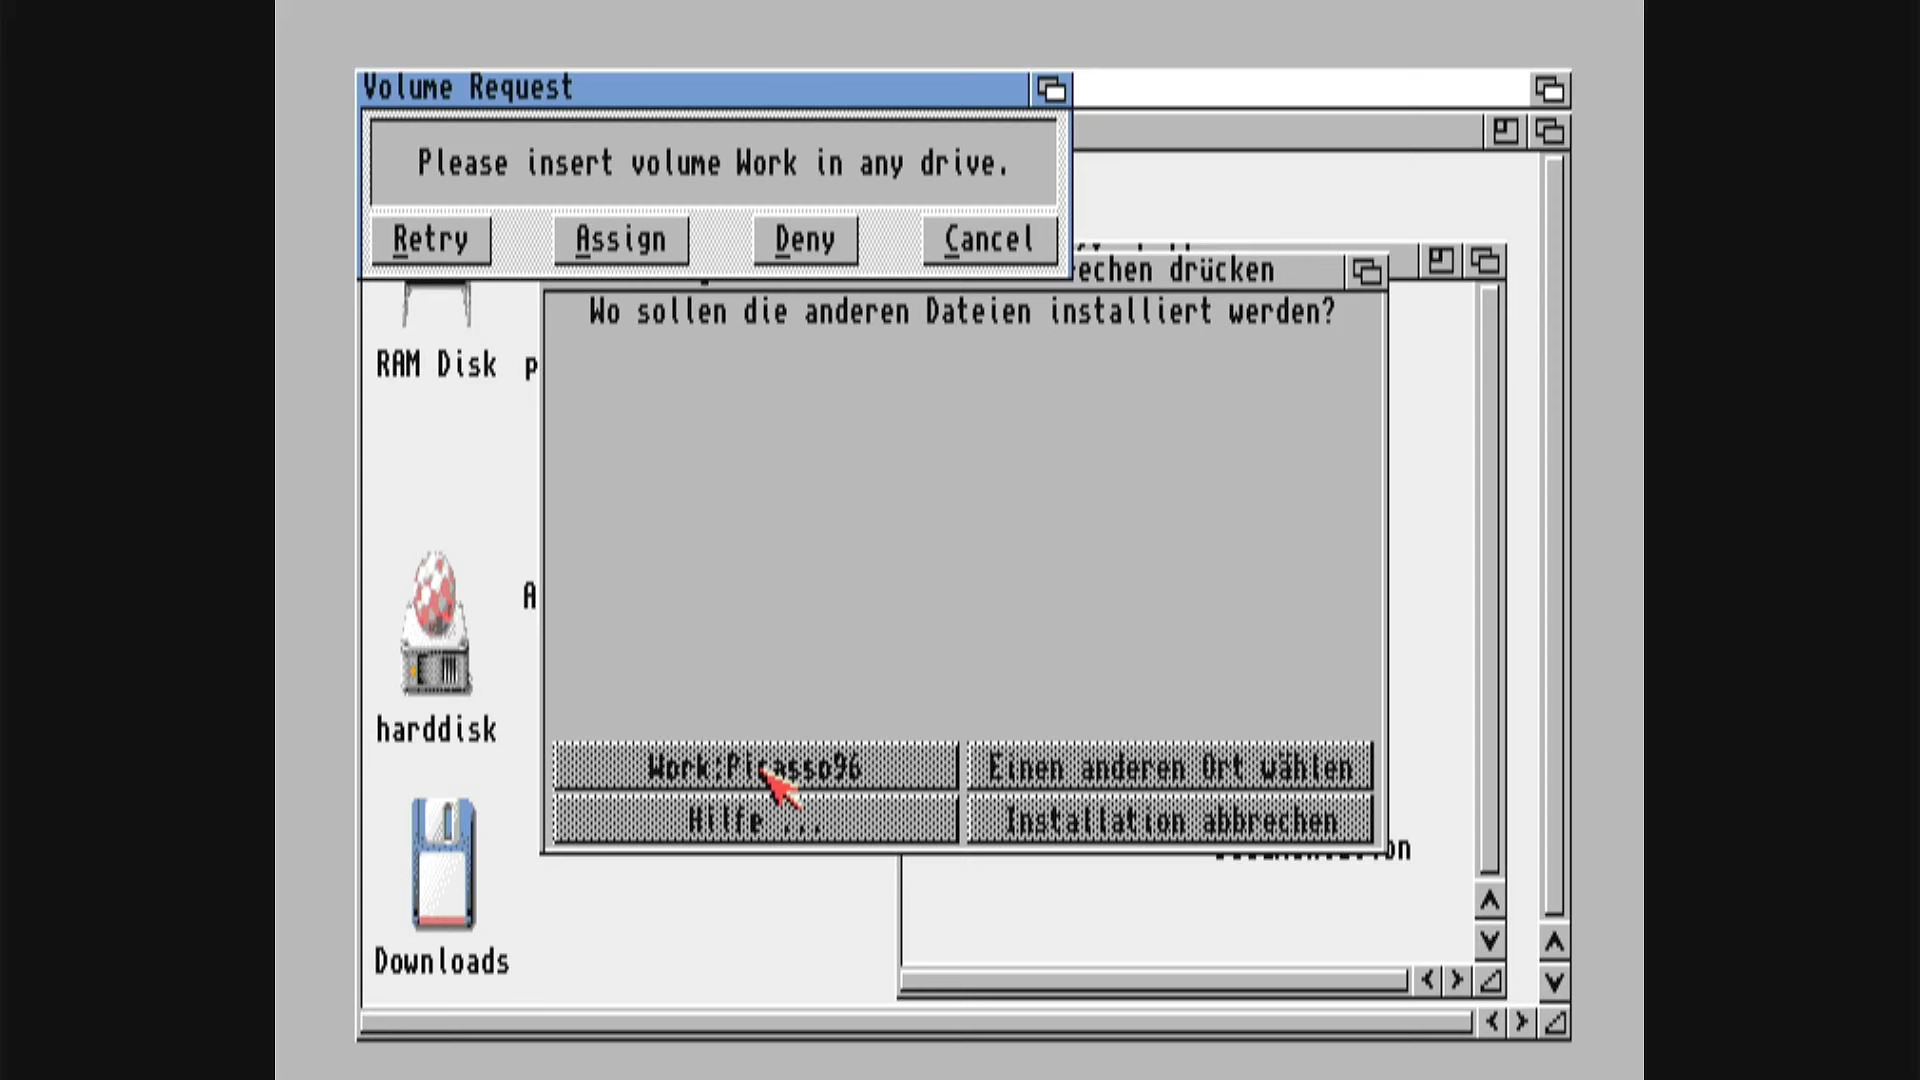 Volume Request
Please insert volume Work in any drive.
Retry
Assign
Deny
Cancel
echen drücken
Wo sollen die anderen Dateien installiert werden?
RAM Disk
p
A
harddisk
Work:Picasso96
Einen anderen Ort wählen
Hilfe ...
Installation abbrechen
Downloads